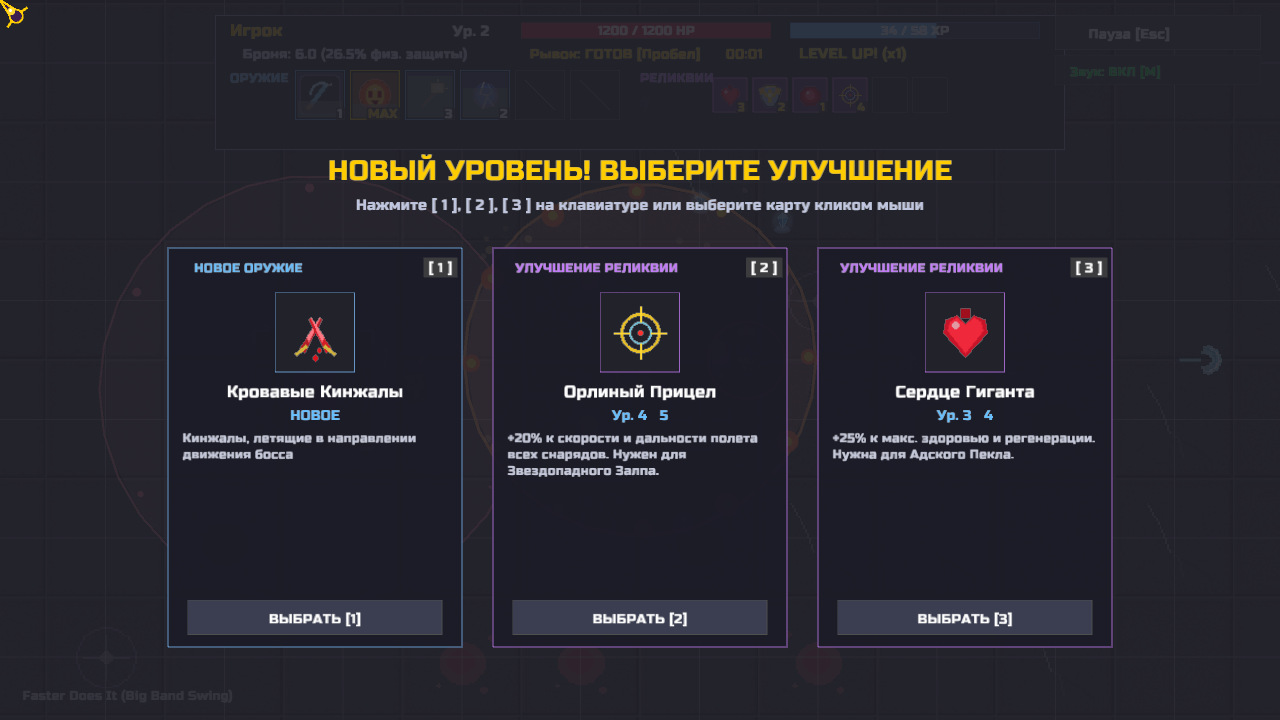 Игрок
Ур. 2
1200 / 1200 HP
34 / 58 XP
Пауза [Esc]
Броня: 6.0 (26.5% физ. защиты)
Рывок: ГОТОВ [Пробел]
00:01
LEVEL UP! (x1)
Звук: ВКЛ [M]
ОРУЖИЕ
1
MAX
3
2
РЕЛИКВИИ
3
2
1
4
НОВЫЙ УРОВЕНЬ! ВЫБЕРИТЕ УЛУЧШЕНИЕ
Нажмите [ 1 ], [ 2 ], [ 3 ] на клавиатуре или выберите карту кликом мыши
НОВОЕ ОРУЖИЕ
[ 1 ]
Кровавые Кинжалы
НОВОЕ
Кинжалы, летящие в направлении
движения босса
ВЫБРАТЬ [1]
УЛУЧШЕНИЕ РЕЛИКВИИ
[ 2 ]
Орлиный Прицел
Ур. 4 5
+20% к скорости и дальности полета
всех снарядов. Нужен для
Звездопадного Залпа.
ВЫБРАТЬ [2]
УЛУЧШЕНИЕ РЕЛИКВИИ
[ 3 ]
Сердце Гиганта
Ур. 3 4
+25% к макс. здоровью и регенерации.
Нужна для Адского Пекла.
ВЫБРАТЬ [3]
Faster Does It (Big Band Swing)